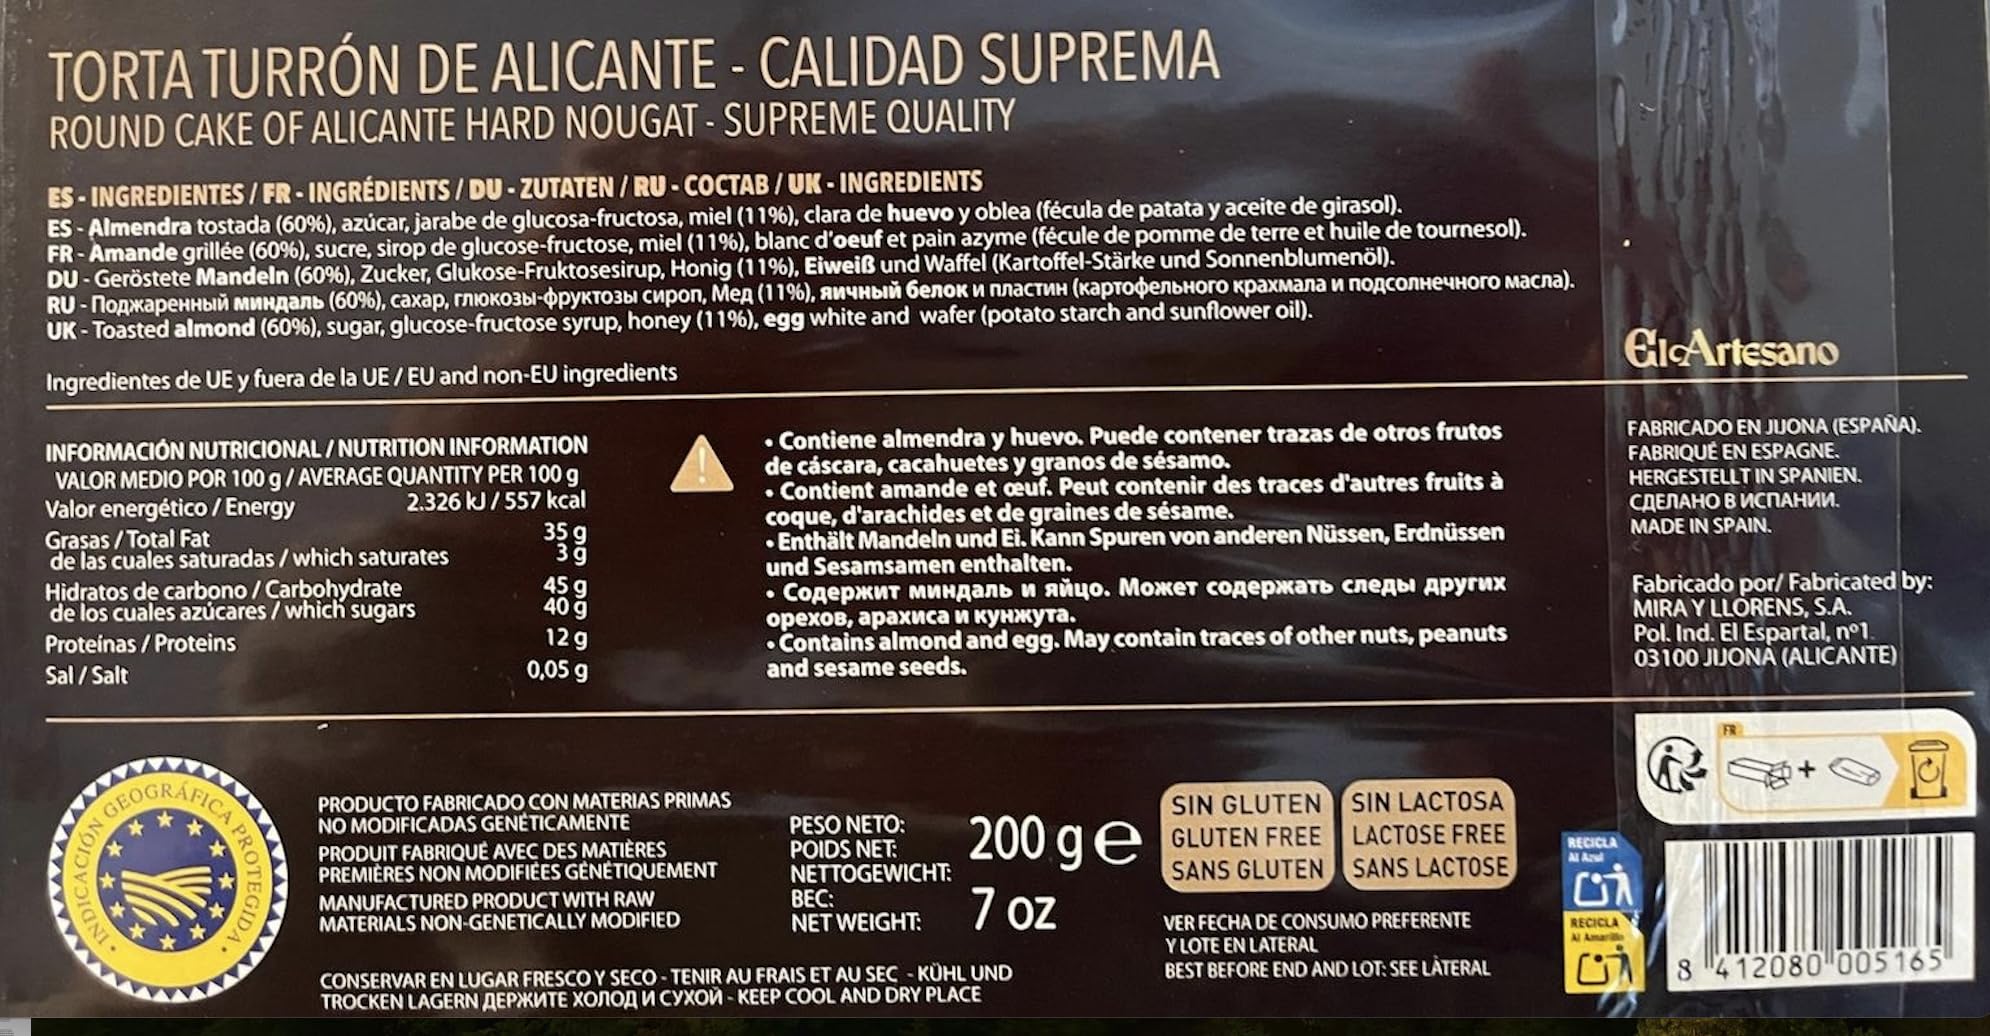 TORTA TURRÓN DE ALICANTE - CALIDAD SUPREMA
ROUND CAKE OF ALICANTE HARD NOUGAT - SUPREME QUALITY
ES - INGREDIENTES / FR - INGRÉDIENTS / DU - ZUTATEN / RU - СОСТАВ / UK - INGREDIENTS
ES - Almendra tostada (60%), azúcar, jarabe de glucosa-fructosa, miel (11%), clara de huevo y oblea (fécula de patata y aceite de girasol).
FR - Amande grillée (60%), sucre, sirop de glucose-fructose, miel (11%), blanc d'oeuf et pain azyme (fécule de pomme de terre et huile de tournesol).
DU - Geröstete Mandeln (60%), Zucker, Glukose-Fruktosesirup, Honig (11%), Eiweiß und Waffel (Kartoffel-Stärke und Sonnenblumenöl).
RU - Поджаренный миндаль (60%), сахар, глюкозы-фруктозы сироп, Мед (11%), яичный белок и пластин (картофельного крахмала и подсолнечного масла).
UK - Toasted almond (60%), sugar, glucose-fructose syrup, honey (11%), egg white and wafer (potato starch and sunflower oil).
Ingredientes de UE y fuera de la UE / EU and non-EU ingredients
INFORMACIÓN NUTRICIONAL / NUTRITION INFORMATION
VALOR MEDIO POR 100 g / AVERAGE QUANTITY PER 100 g
Valor energético / Energy 2.326 kJ / 557 kcal
Grasas / Total Fat 35 g
de las cuales saturadas / which saturates 3 g
Hidratos de carbono / Carbohydrate 45 g
de los cuales azúcares / which sugars 40 g
Proteínas / Proteins 12 g
Sal / Salt 0,05 g
• Contiene almendra y huevo. Puede contener trazas de otros frutos
de cáscara, cacahuetes y granos de sésamo.
• Contient amande et œuf. Peut contenir des traces d'autres fruits à
coque, d'arachides et de graines de sésame.
• Enthält Mandeln und Ei. Kann Spuren von anderen Nüssen, Erdnüssen
und Sesamsamen enthalten.
• Содержит миндаль и яйцо. Может содержать следы других
орехов, арахиса и кунжута.
• Contains almond and egg. May contain traces of other nuts, peanuts
and sesame seeds.
El Artesano
FABRICADO EN JIJONA (ESPAÑA).
FABRIQUÉ EN ESPAGNE.
HERGESTELLT IN SPANIEN.
СДЕЛАНО В ИСПАНИИ.
MADE IN SPAIN.
Fabricado por/ Fabricated by:
MIRA Y LLORENS, S.A.
Pol. Ind. El Espartal, nº1.
03100 JIJONA (ALICANTE)
INDICACIÓN GEOGRÁFICA PROTEGIDA
PRODUCTO FABRICADO CON MATERIAS PRIMAS
NO MODIFICADAS GENÉTICAMENTE
PRODUIT FABRIQUÉ AVEC DES MATIÈRES
PREMIÈRES NON MODIFIÉES GÉNÉTIQUEMENT
MANUFACTURED PRODUCT WITH RAW
MATERIALS NON-GENETICALLY MODIFIED
CONSERVAR EN LUGAR FRESCO Y SECO - TENIR AU FRAIS ET AU SEC - KÜHL UND
TROCKEN LAGERN ДЕРЖИТЕ ХОЛОД И СУХОЙ - KEEP COOL AND DRY PLACE
PESO NETO:
POIDS NET:
NETTOGEWICHT:
ВЕС:
NET WEIGHT:
200 g e
7 oz
SIN GLUTEN
GLUTEN FREE
SANS GLUTEN
SIN LACTOSA
LACTOSE FREE
SANS LACTOSE
VER FECHA DE CONSUMO PREFERENTE
Y LOTE EN LATERAL
BEST BEFORE END AND LOT: SEE LATERAL
FR
+
RECICLA
Al Azul
RECICLA
Al Amarillo
8 412080 005165